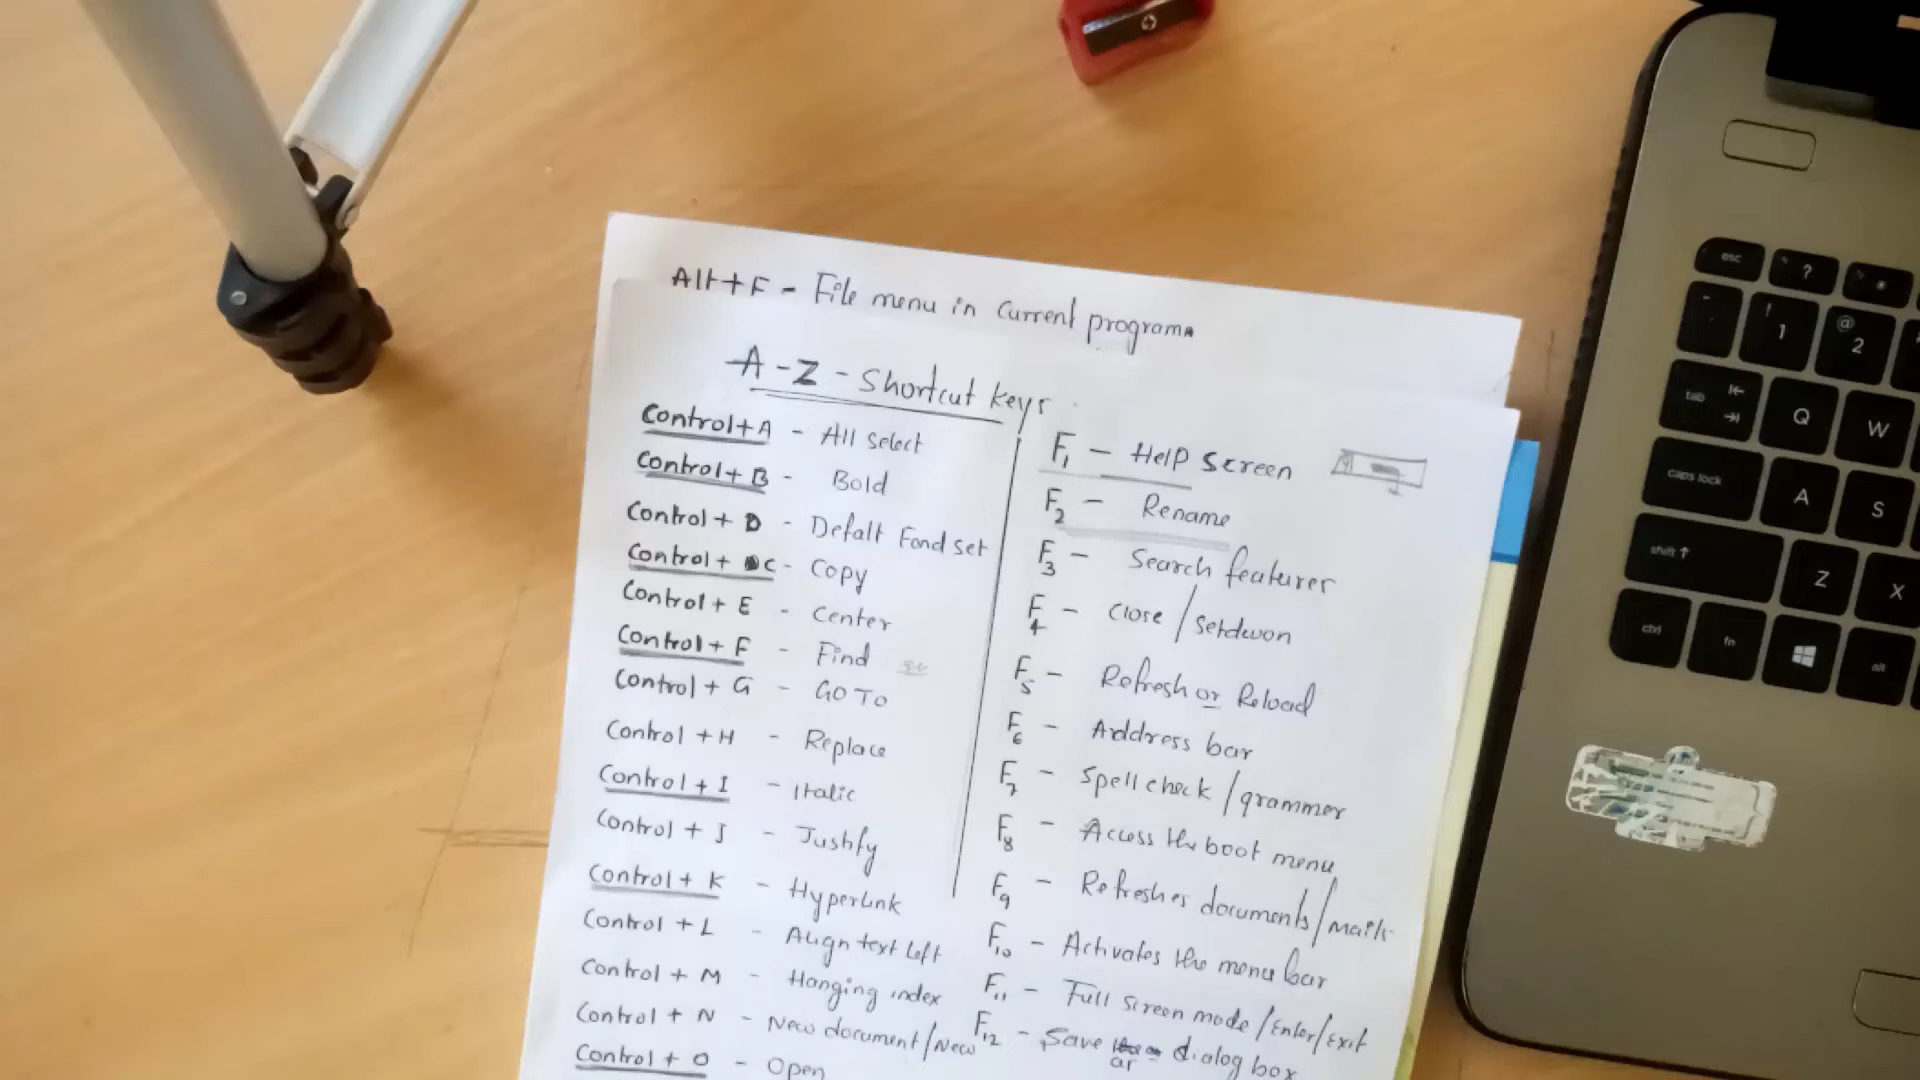 Alt+F - File menu in current program
A-Z - Shortcut keys
Control+A - All select
Control+B - Bold
Control+D - Defalt Fond set
Control+C - Copy
Control+E - Center
Control+F - Find
Control+G - GO TO
Control+H - Replace
Control+I - Italic
Control+J - Justfy
Control+K - Hyperlink
Control+L - Align text left
Control+M - Hanging index
Control+N - New document/New
Control+O - Open
F1 - Help screen
F2 - Rename
F3 - Search features
F4 - close/setdwon
F5 - Refresh or Reload
F6 - Address bar
F7 - Spell check/grammer
F8 - Access the boot menu
F9 - Refreshes documents/mails
F10 - Activates the menu bar
F11 - Full screen mode/Enter/Exit
F12 - Save ar dialog box
esc
?
*
! 1
@ 2
tab Q W
caps lock A S
shift Z X
ctrl fn alt